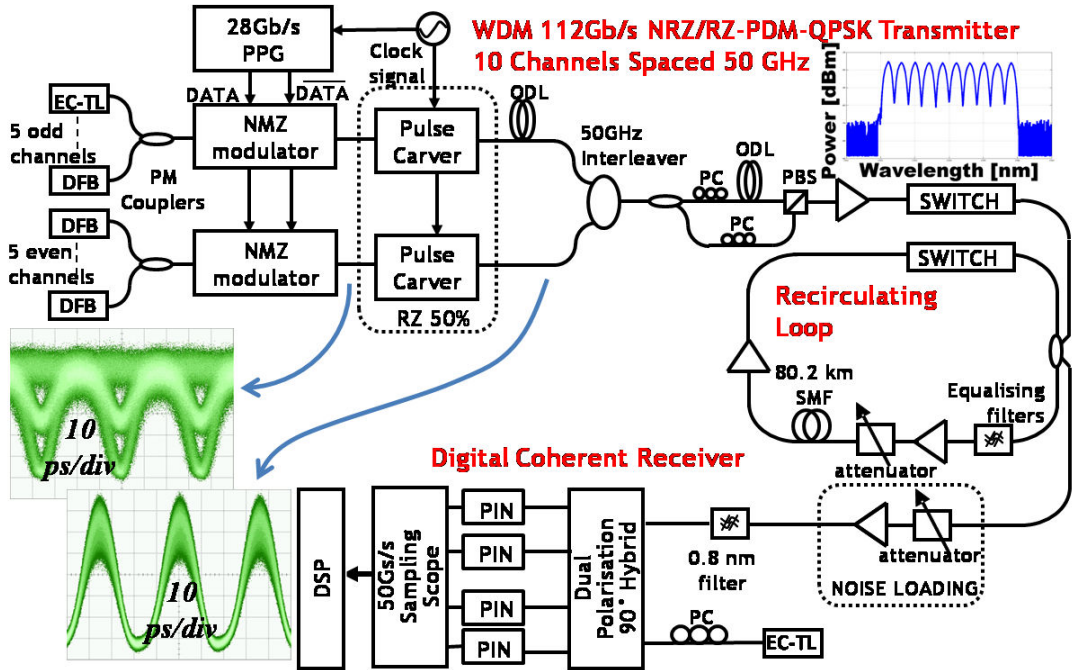 WDM 112Gb/s NRZ/RZ-PDM-QPSK Transmitter
10 Channels Spaced 50 GHz
28Gb/s
PPG
Clock
signal
DATA
DATA
EC-TL
5 odd
channels
DFB
PM
Couplers
DFB
5 even
channels
DFB
NMZ
modulator
NMZ
modulator
Pulse
Carver
Pulse
Carver
RZ 50%
ODL
50GHz
Interleaver
PC
ODL
PBS
PC
Power [dBm]
Wavelength [nm]
SWITCH
SWITCH
Recirculating
Loop
80.2 km
SMF
attenuator
Equalising
filters
10
ps/div
10
ps/div
Digital Coherent Receiver
DSP
50Gs/s
Sampling
Scope
PIN
PIN
PIN
PIN
Dual
Polarisation
90° Hybrid
0.8 nm
filter
attenuator
NOISE LOADING
PC
EC-TL